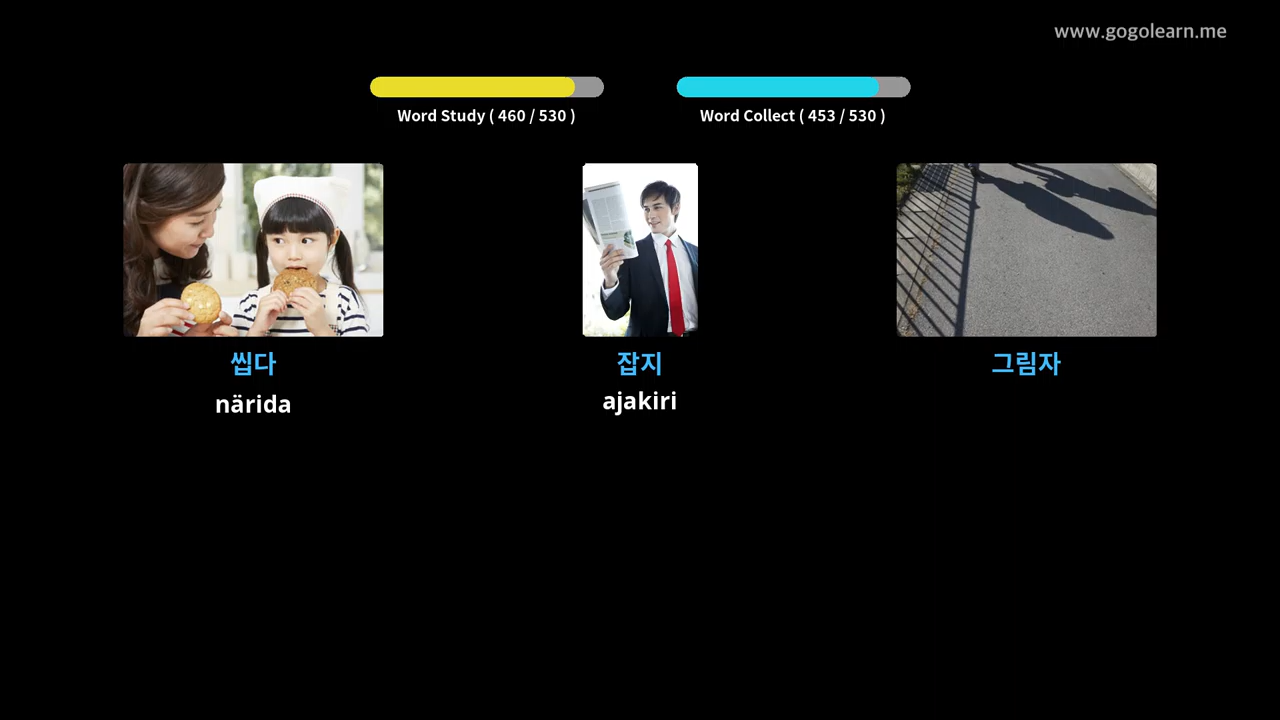 www.gogolearn.me
Word Study ( 460 / 530 )
Word Collect ( 453 / 530 )
씹다
närida
잡지
ajakiri
그림자